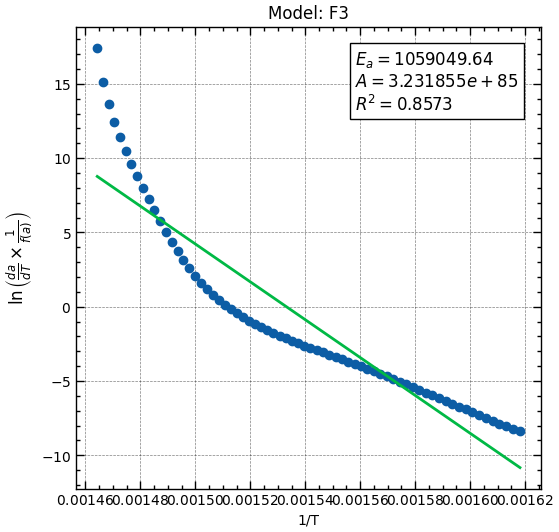 Model: F3
E_a = 1059049.64
A = 3.231855e + 85
R^2 = 0.8573
ln (da/dT × 1/f(a))
15
10
5
0
−5
−10
0.00146 0.00148 0.00150 0.00152 0.00154 0.00156 0.00158 0.00160 0.00162
1/T